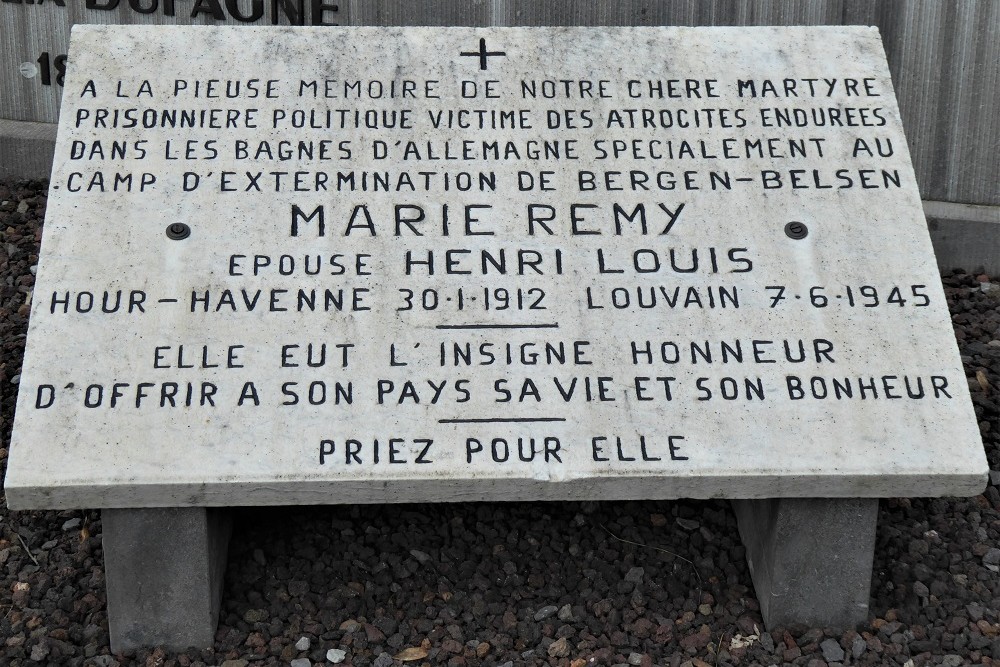 DUPAGNE
A LA PIEUSE MEMOIRE DE NOTRE CHERE MARTYRE
PRISONNIERE POLITIQUE VICTIME DES ATROCITES ENDUREES
DANS LES BAGNES D'ALLEMAGNE SPECIALEMENT AU
CAMP D'EXTERMINATION DE BERGEN-BELSEN
MARIE REMY
EPOUSE HENRI LOUIS
HOUR-HAVENNE 30·1·1912 LOUVAIN 7·6·1945
ELLE EUT L'INSIGNE HONNEUR
D'OFFRIR A SON PAYS SA VIE ET SON BONHEUR
PRIEZ POUR ELLE